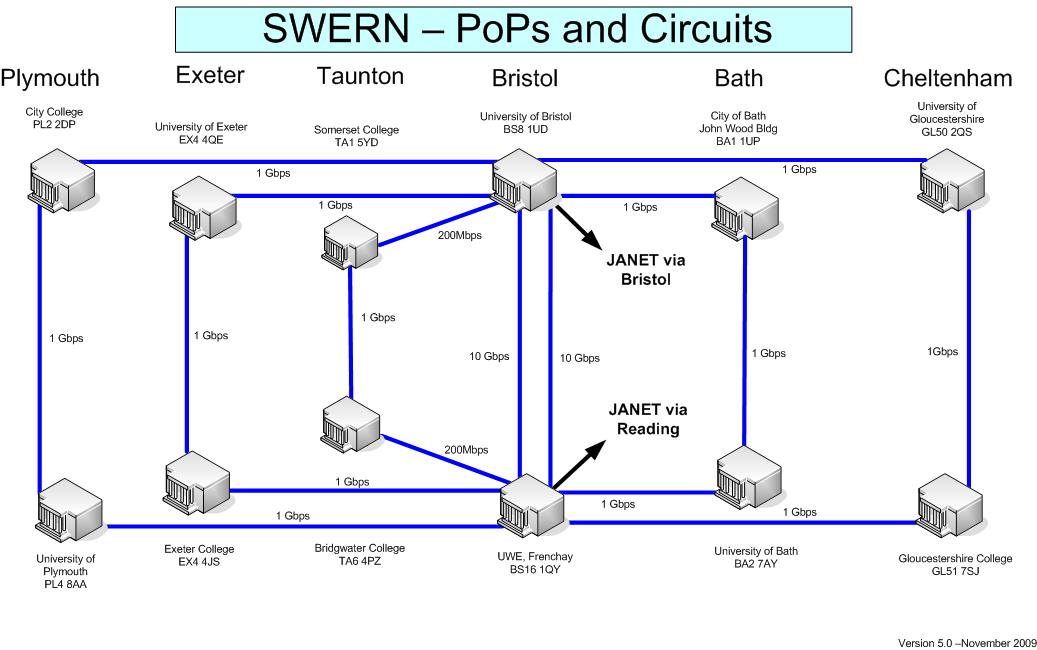 SWERN – PoPs and Circuits
Plymouth
Exeter
Taunton
Bristol
Bath
Cheltenham
City College
PL2 2DP
University of Exeter
EX4 4QE
Somerset College
TA1 5YD
University of Bristol
BS8 1UD
City of Bath
John Wood Bldg
BA1 1UP
University of
Gloucestershire
GL50 2QS
1 Gbps
1 Gbps
1 Gbps
1 Gbps
200Mbps
JANET via
Bristol
1 Gbps
1 Gbps
1 Gbps
10 Gbps
10 Gbps
1 Gbps
1Gbps
JANET via
Reading
200Mbps
1 Gbps
1 Gbps
1 Gbps
1 Gbps
University of
Plymouth
PL4 8AA
Exeter College
EX4 4JS
Bridgwater College
TA6 4PZ
UWE, Frenchay
BS16 1QY
University of Bath
BA2 7AY
Gloucestershire College
GL51 7SJ
Version 5.0 –November 2009